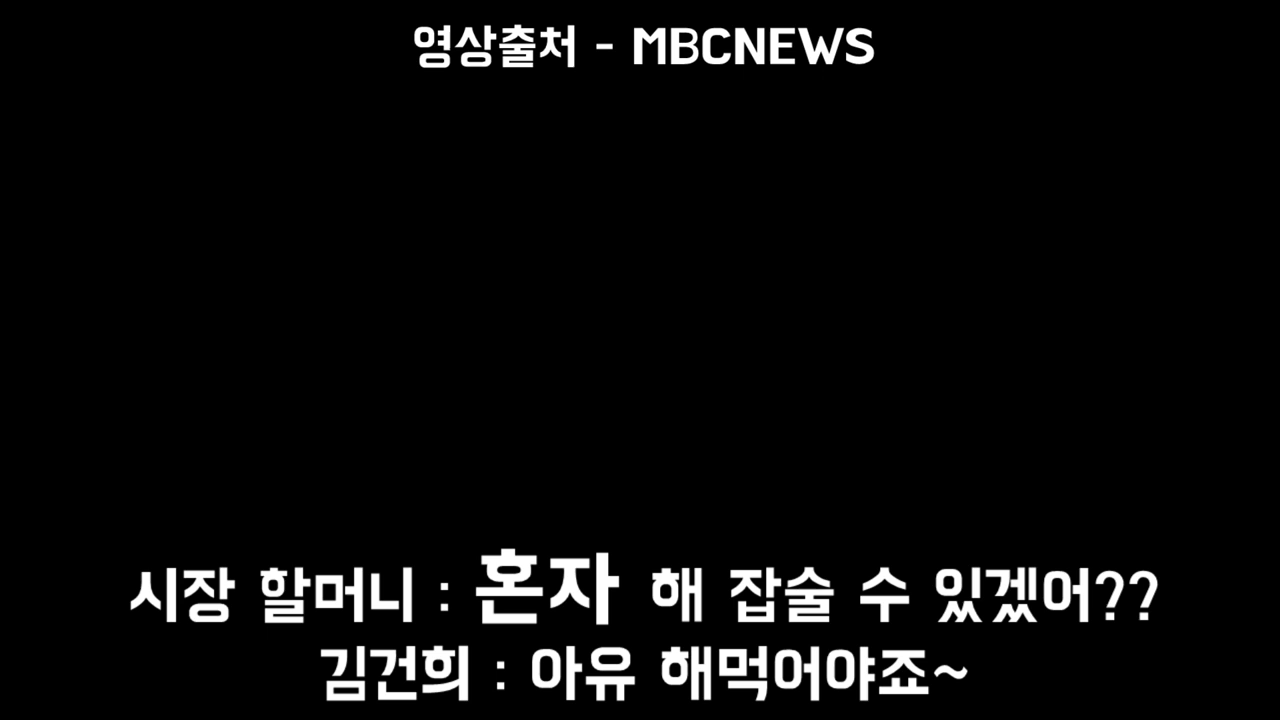 영상출처 - MBCNEWS
시장 할머니 : 혼자 해 잡술 수 있겠어??
김건희 : 아유 해먹어야죠~